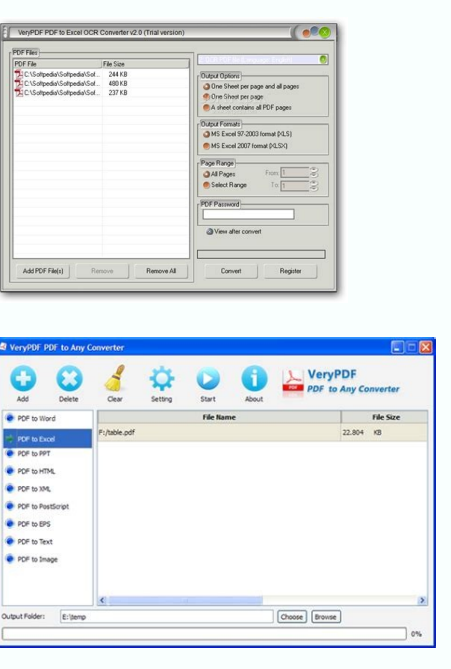 VeryPDF PDF to Excel OCR Converter v2.0 (Trial version)
PDF Files
PDF File File Size
C:\Softpedia\Softpedia\Sof... 244 KB
C:\Softpedia\Softpedia\Sof... 480 KB
C:\Softpedia\Softpedia\Sof... 237 KB
Add PDF File(s) Remove Remove All
Output Options
One Sheet per page and all pages
One Sheet per page
A sheet contains all PDF pages
Output Formats
MS Excel 97-2003 format (XLS)
MS Excel 2007 format (XLSX)
Page Range
All Pages From: 1
Select Range To: 1
PDF Password
View after convert
Convert Register
VeryPDF PDF to Any Converter
Add Delete Clear Setting Start About
VeryPDF
PDF to Any Converter
PDF to Word
PDF to Excel
PDF to PPT
PDF to HTML
PDF to XML
PDF to PostScript
PDF to EPS
PDF to Text
PDF to Image
File Name File Size
F:/table.pdf 22.804 KB
Output Folder: E:\temp Choose Browse
0%